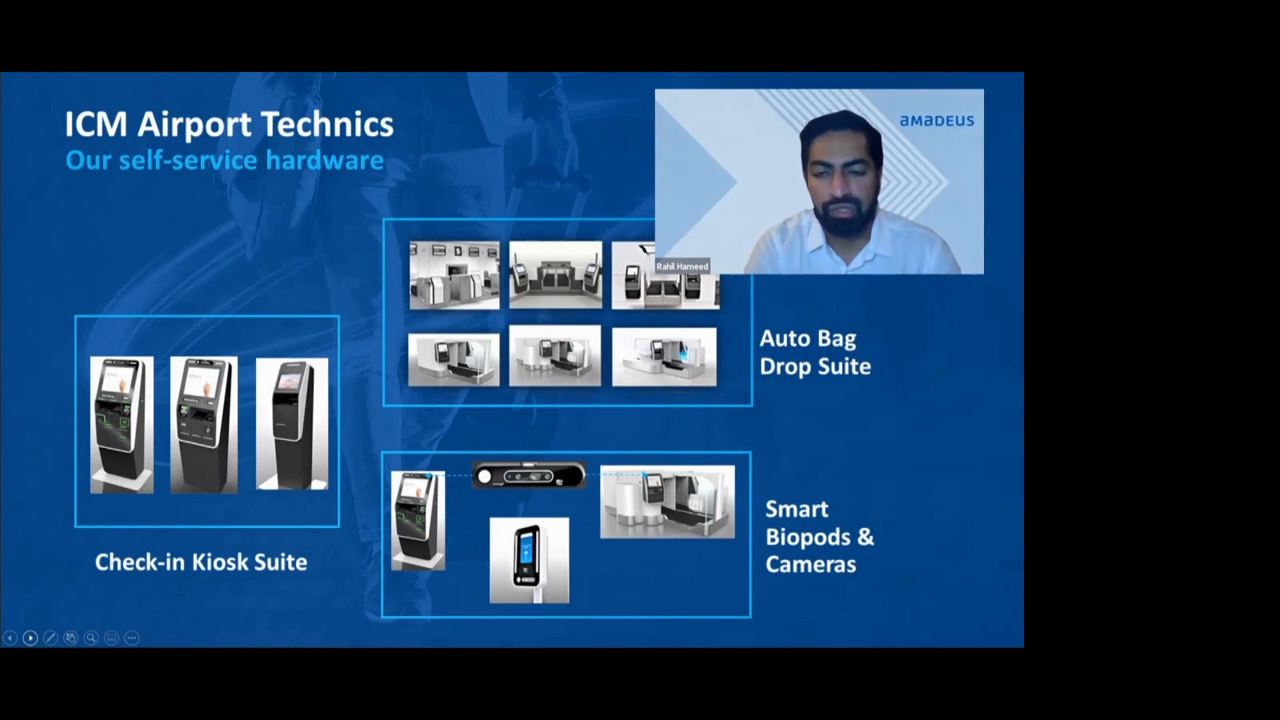 ICM Airport Technics
Our self-service hardware
amadeus
Rahil Hameed
Auto Bag
Drop Suite
Check-in Kiosk Suite
Smart
Biopods &
Cameras